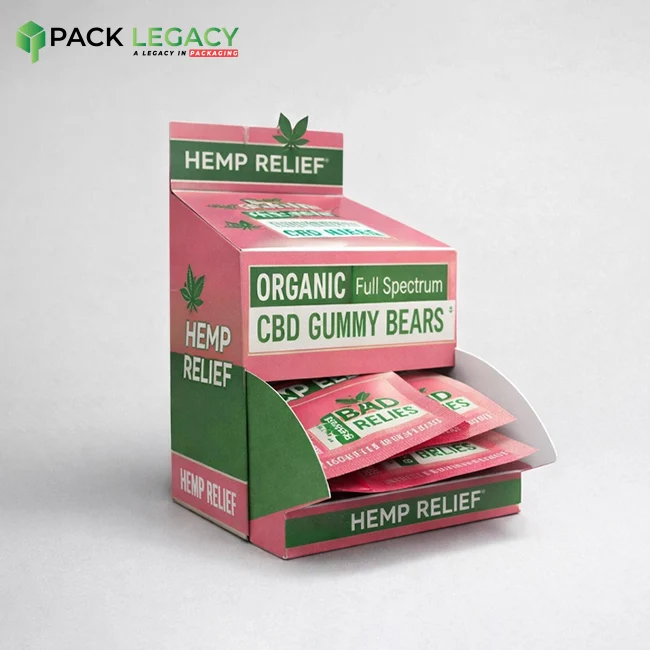 PACK LEGACY
A LEGACY IN PACKAGING
HEMP RELIEF
ORGANIC Full Spectrum
CBD GUMMY BEARS
HEMP
RELIEF
HEMP RELIEF
BAD
RELIES
HEMP RELIEF